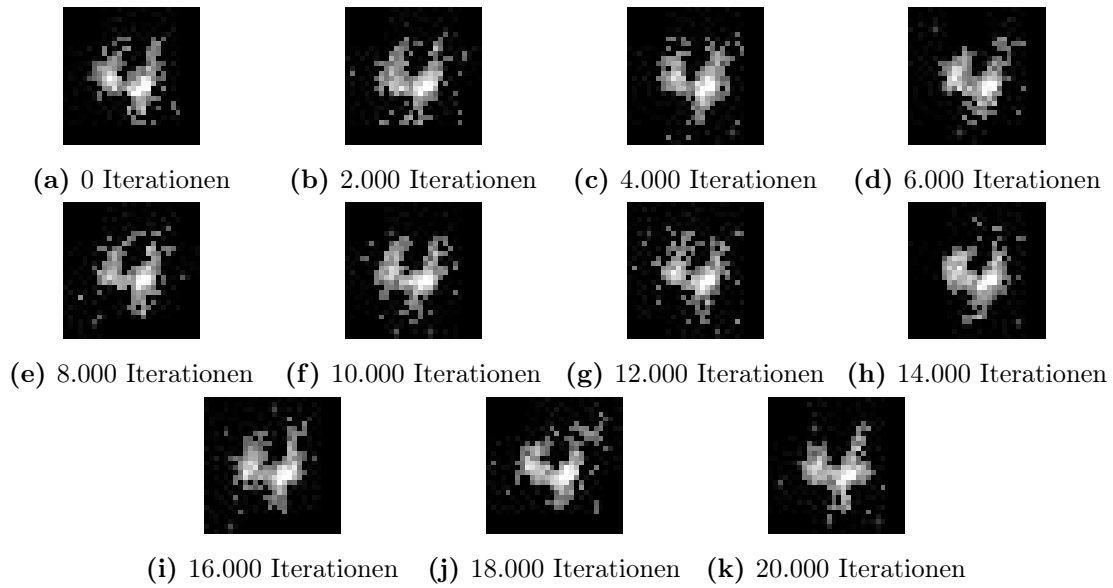 (a) 0 Iterationen (b) 2.000 Iterationen (c) 4.000 Iterationen (d) 6.000 Iterationen
(e) 8.000 Iterationen (f) 10.000 Iterationen (g) 12.000 Iterationen (h) 14.000 Iterationen
(i) 16.000 Iterationen (j) 18.000 Iterationen (k) 20.000 Iterationen